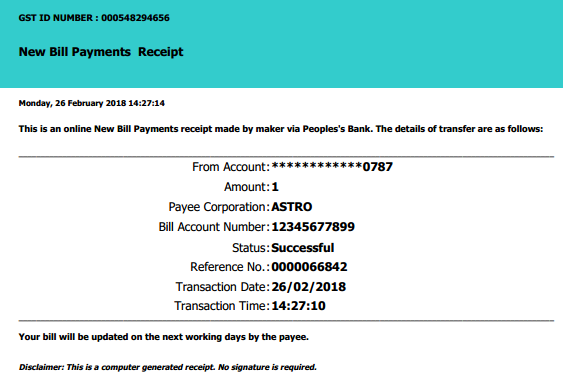 GST ID NUMBER : 000548294656
New Bill Payments Receipt
Monday, 26 February 2018 14:27:14
This is an online New Bill Payments receipt made by maker via Peoples's Bank. The details of transfer are as follows:
From Account: ************0787
Amount: 1
Payee Corporation: ASTRO
Bill Account Number: 12345677899
Status: Successful
Reference No.: 0000066842
Transaction Date: 26/02/2018
Transaction Time: 14:27:10
Your bill will be updated on the next working days by the payee.
Disclaimer: This is a computer generated receipt. No signature is required.